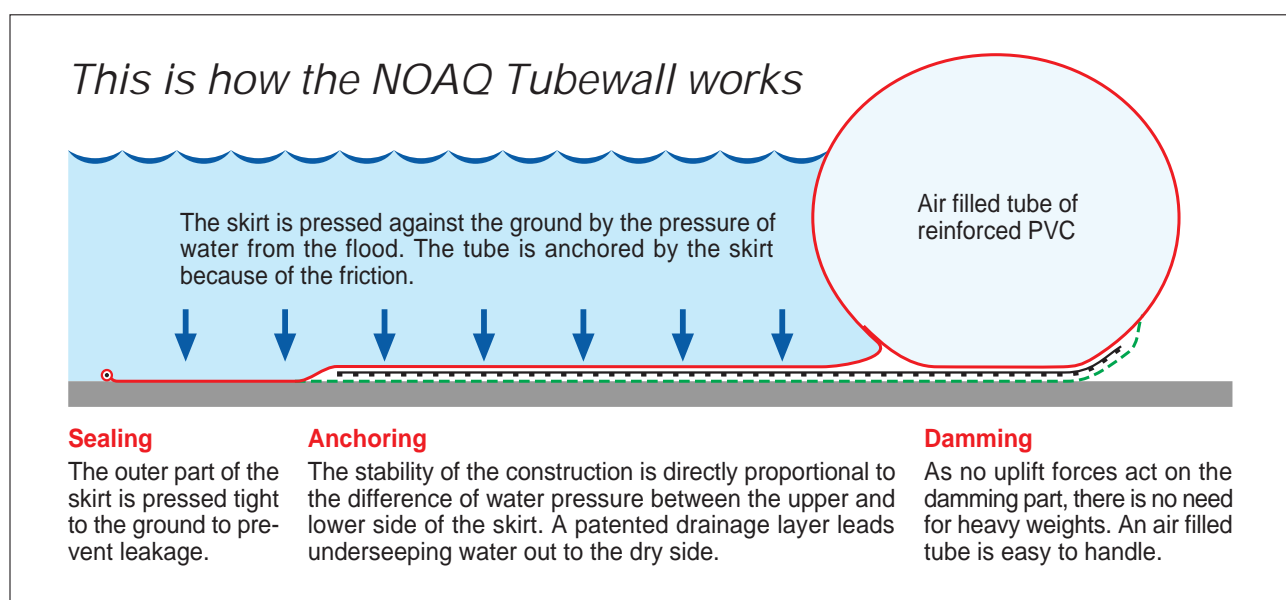 This is how the NOAQ Tubewall works
The skirt is pressed against the ground by the pressure of
water from the flood. The tube is anchored by the skirt
because of the friction.
Air filled tube of
reinforced PVC
Sealing
The outer part of the
skirt is pressed tight
to the ground to pre-
vent leakage.
Anchoring
The stability of the construction is directly proportional to
the difference of water pressure between the upper and
lower side of the skirt. A patented drainage layer leads
underseeping water out to the dry side.
Damming
As no uplift forces act on the
damming part, there is no need
for heavy weights. An air filled
tube is easy to handle.